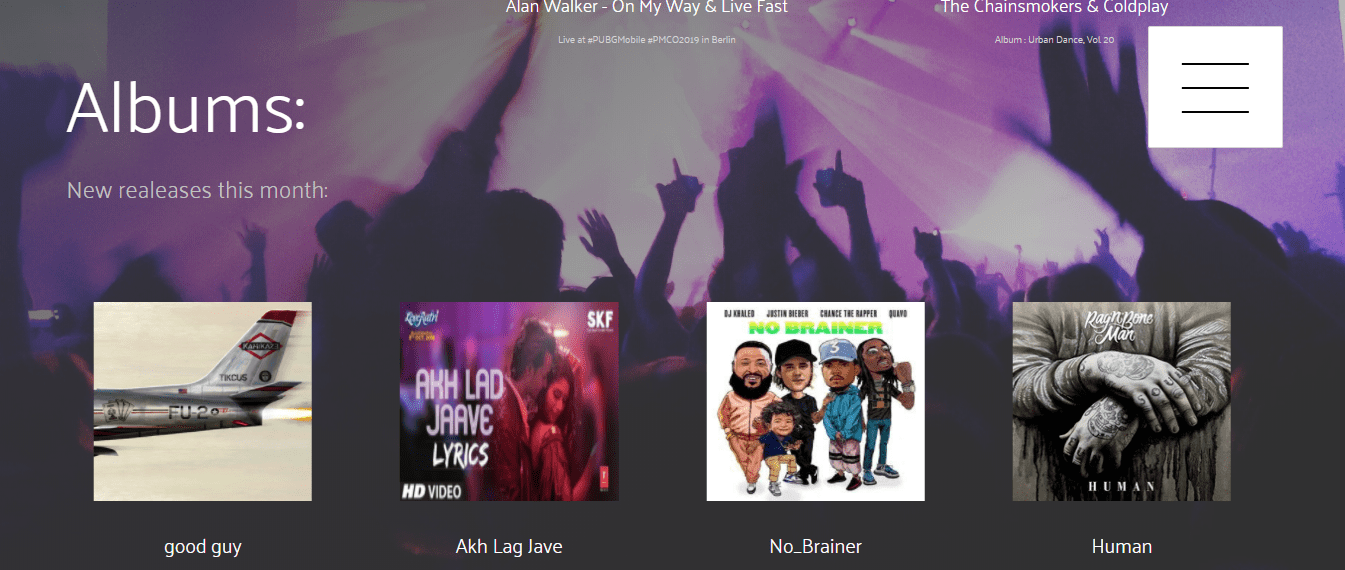 Alan Walker - On My Way & Live Fast
The Chainsmokers & Coldplay
Live at #PUBGMobile #PMCO2019 in Berlin
Album : Urban Dance, Vol. 20
Albums:
New realeases this month:
KAMIKAZE
TIKCUS
FU-2
LoveYatri
SKF
AKH LAD
JAAVE
LYRICS
HD VIDEO
DJ KHALED JUSTIN BIEBER CHANCE THE RAPPER QUAVO
NO BRAINER
3
Rag'n'Bone
Man
HUMAN
good guy
Akh Lag Jave
No_Brainer
Human